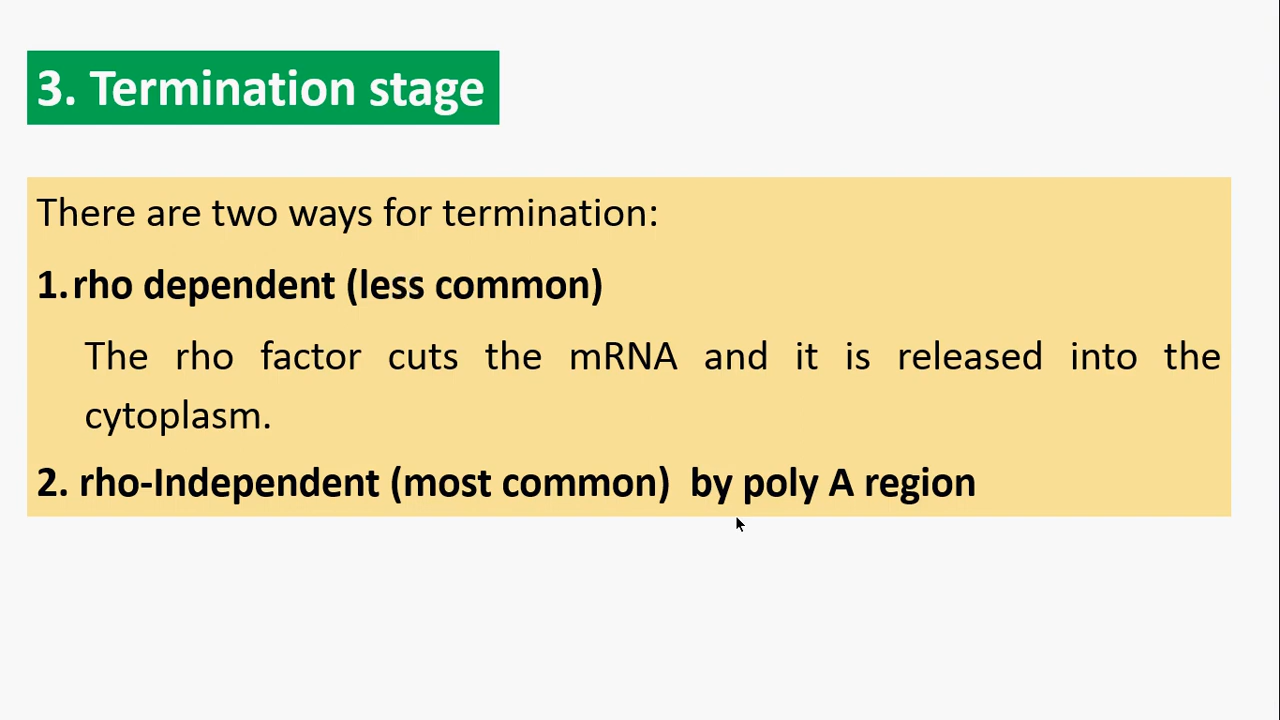 3. Termination stage
There are two ways for termination:
1. rho dependent (less common)
The rho factor cuts the mRNA and it is released into the
cytoplasm.
2. rho-Independent (most common) by poly A region